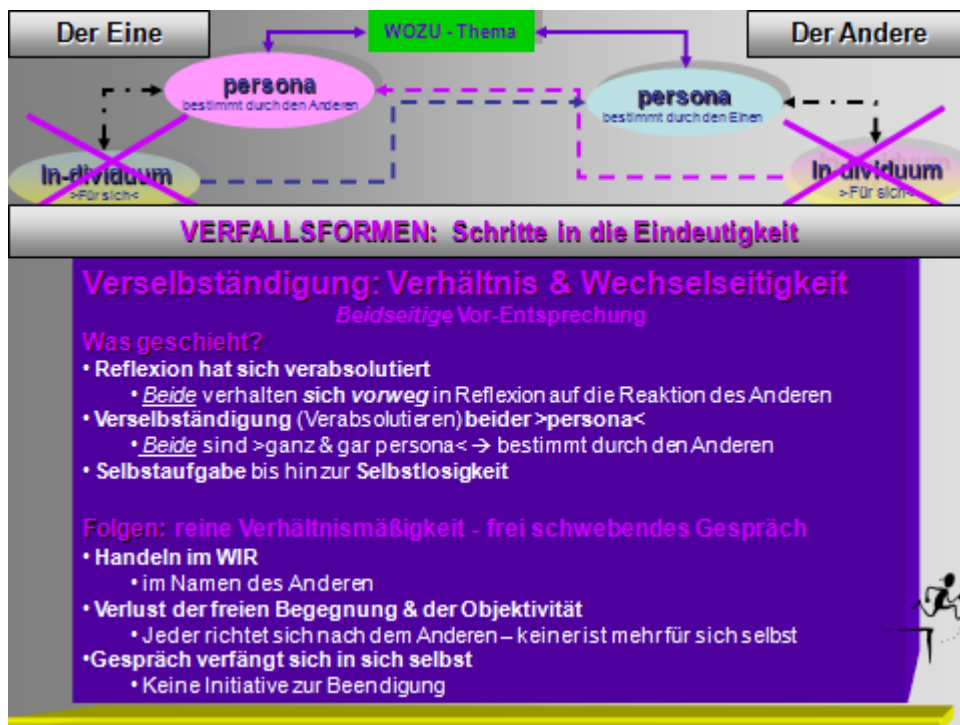 Der Eine
WOZU - Thema
Der Andere
persona
bestimmt durch den Anderen
persona
bestimmt durch den Einen
In-dividuum
>Für sich<
In-dividuum
>Für sich<
VERFALLSFORMEN: Schritte in die Eindeutigkeit
Verselbständigung: Verhältnis & Wechselseitigkeit
Beidseitige Vor-Entsprechung
Was geschieht?
• Reflexion hat sich verabsolutiert
• Beide verhalten sich vorweg in Reflexion auf die Reaktion des Anderen
• Verselbständigung (Verabsolutieren) beider >persona<
• Beide sind >ganz & gar persona< → bestimmt durch den Anderen
• Selbstaufgabe bis hin zur Selbstlosigkeit
Folgen: reine Verhältnismäßigkeit - frei schwebendes Gespräch
• Handeln im WIR
• im Namen des Anderen
• Verlust der freien Begegnung & der Objektivität
• Jeder richtet sich nach dem Anderen – keiner ist mehr für sich selbst
•Gespräch verfängt sich in sich selbst
• Keine Initiative zur Beendigung